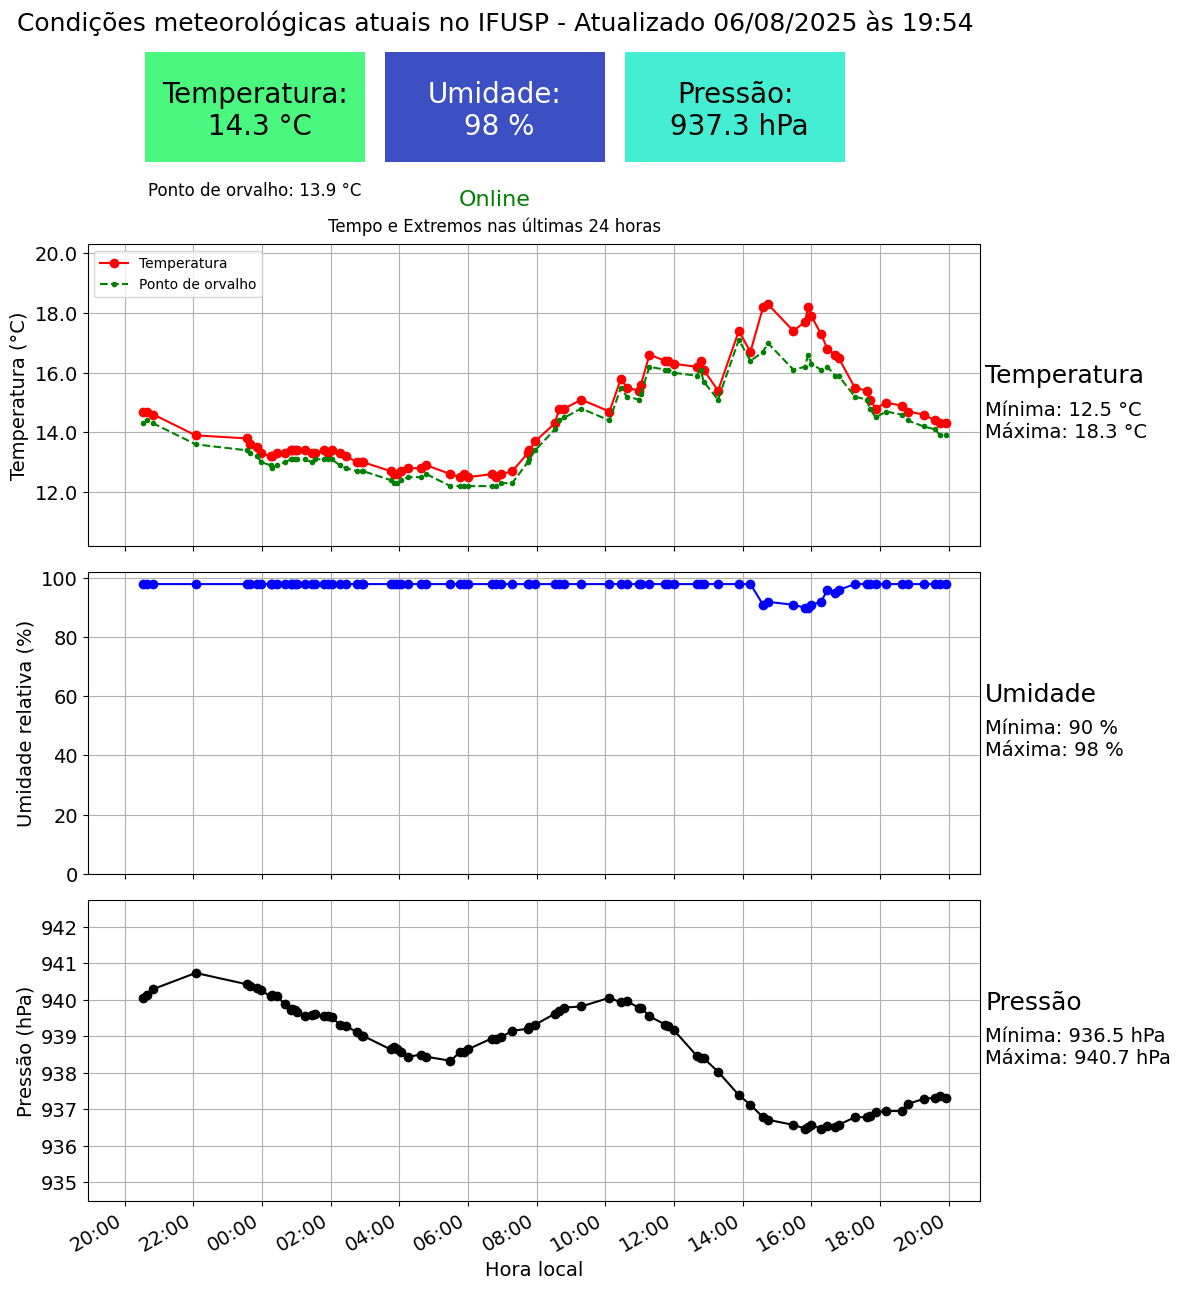 Condições meteorológicas atuais no IFUSP - Atualizado 06/08/2025 às 19:54
Temperatura:
14.3 °C
Umidade:
98 %
Pressão:
937.3 hPa
Ponto de orvalho: 13.9 °C
Online
Tempo e Extremos nas últimas 24 horas
Temperatura (°C)
20.0
18.0
16.0
14.0
12.0
Temperatura
Ponto de orvalho
Temperatura
Mínima: 12.5 °C
Máxima: 18.3 °C
Umidade relativa (%)
100
80
60
40
20
0
Umidade
Mínima: 90 %
Máxima: 98 %
Pressão (hPa)
942
941
940
939
938
937
936
935
Pressão
Mínima: 936.5 hPa
Máxima: 940.7 hPa
20:00 22:00 00:00 02:00 04:00 06:00 08:00 10:00 12:00 14:00 16:00 18:00 20:00
Hora local